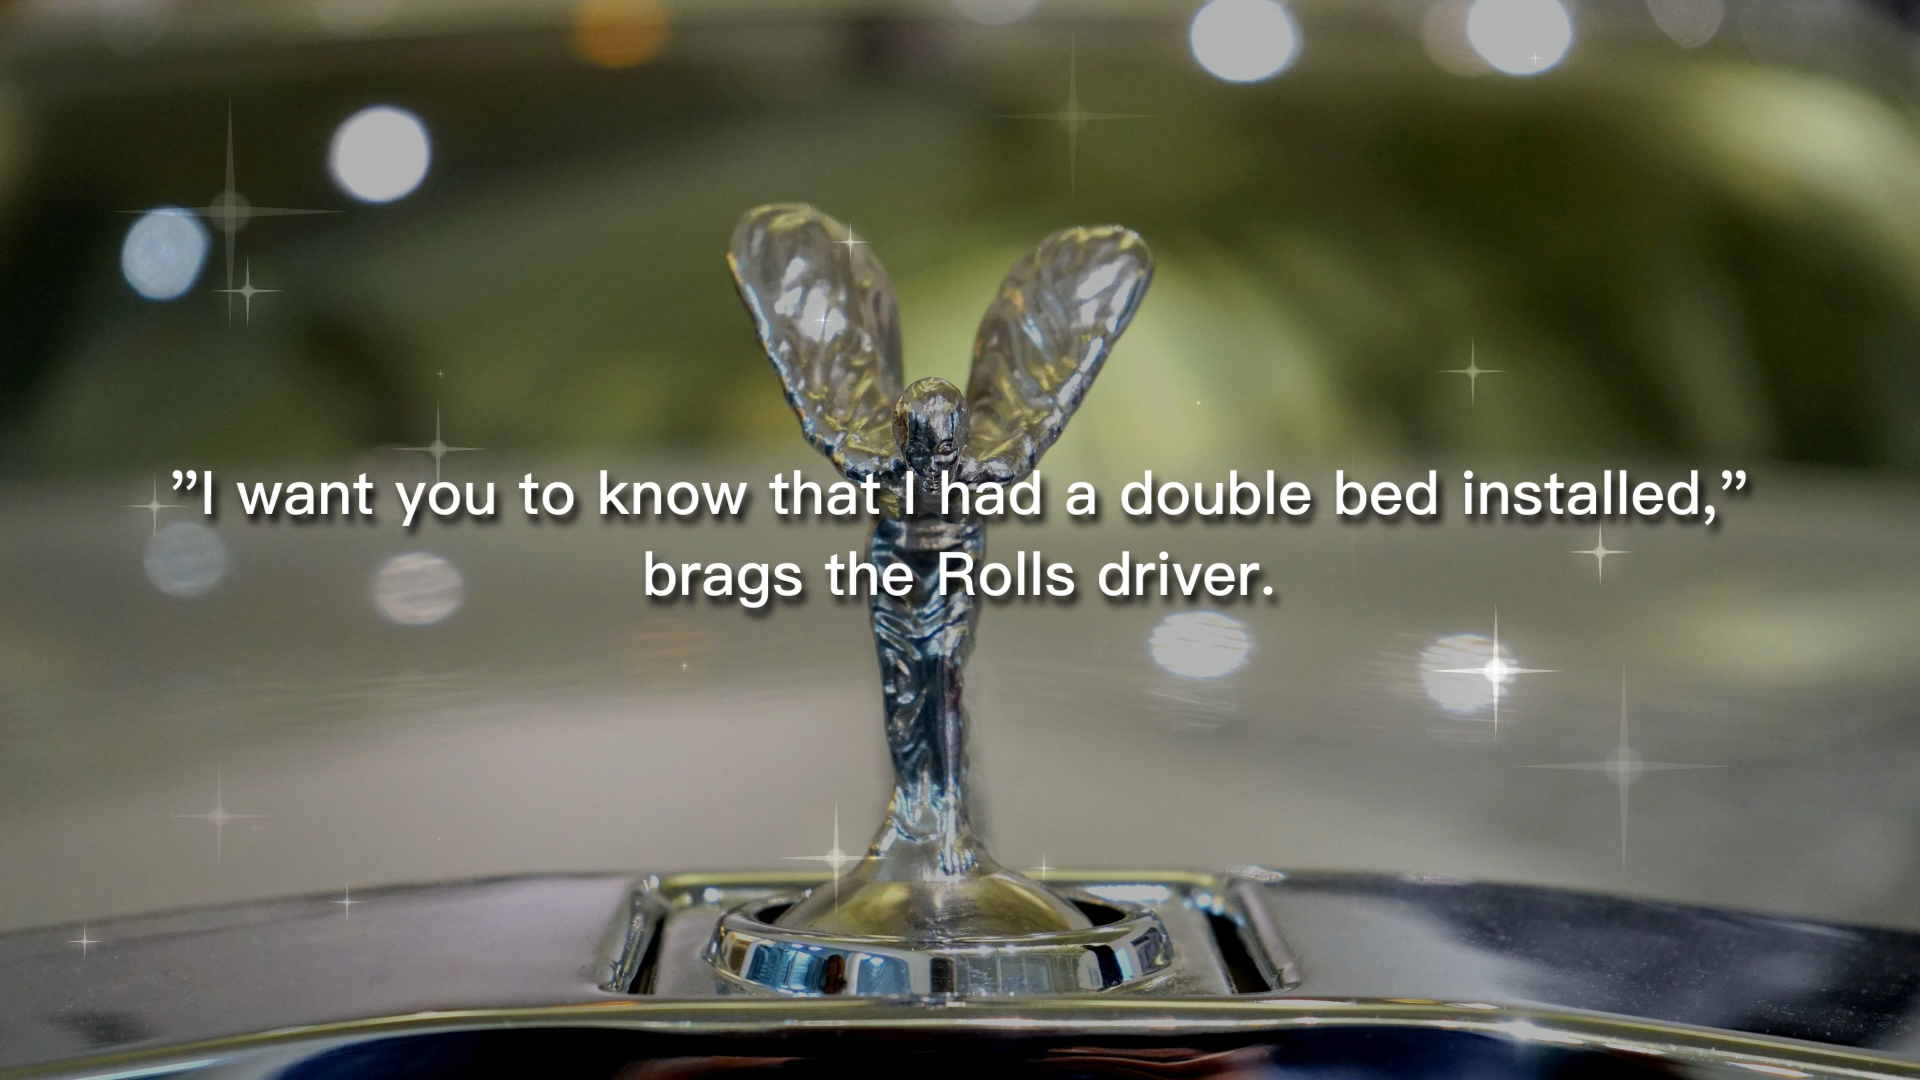 ”I want you to know that I had a double bed installed,”
brags the Rolls driver.